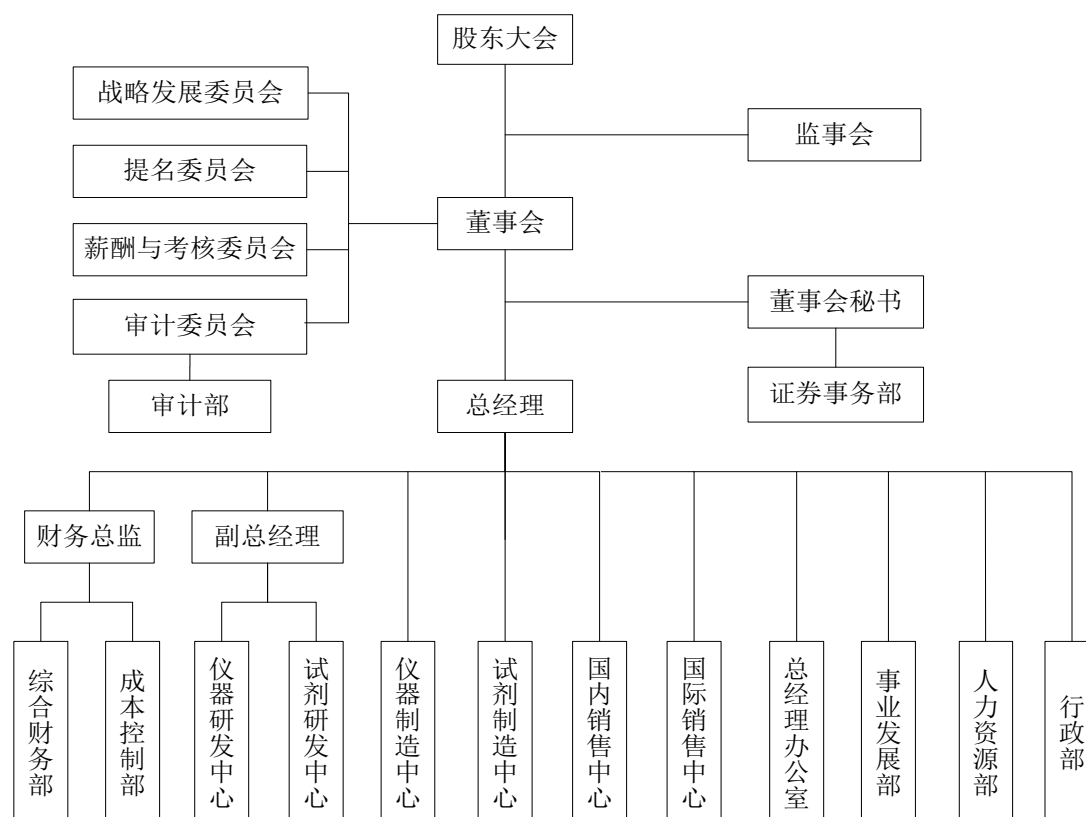 股东大会
战略发展委员会
监事会
提名委员会
董事会
薪酬与考核委员会
董事会秘书
审计委员会
证券事务部
审计部
总经理
财务总监
副总经理
综合财务部
成本控制部
仪器研发中心
试剂研发中心
仪器制造中心
试剂制造中心
国内销售中心
国际销售中心
总经理办公室
事业发展部
人力资源部
行政部